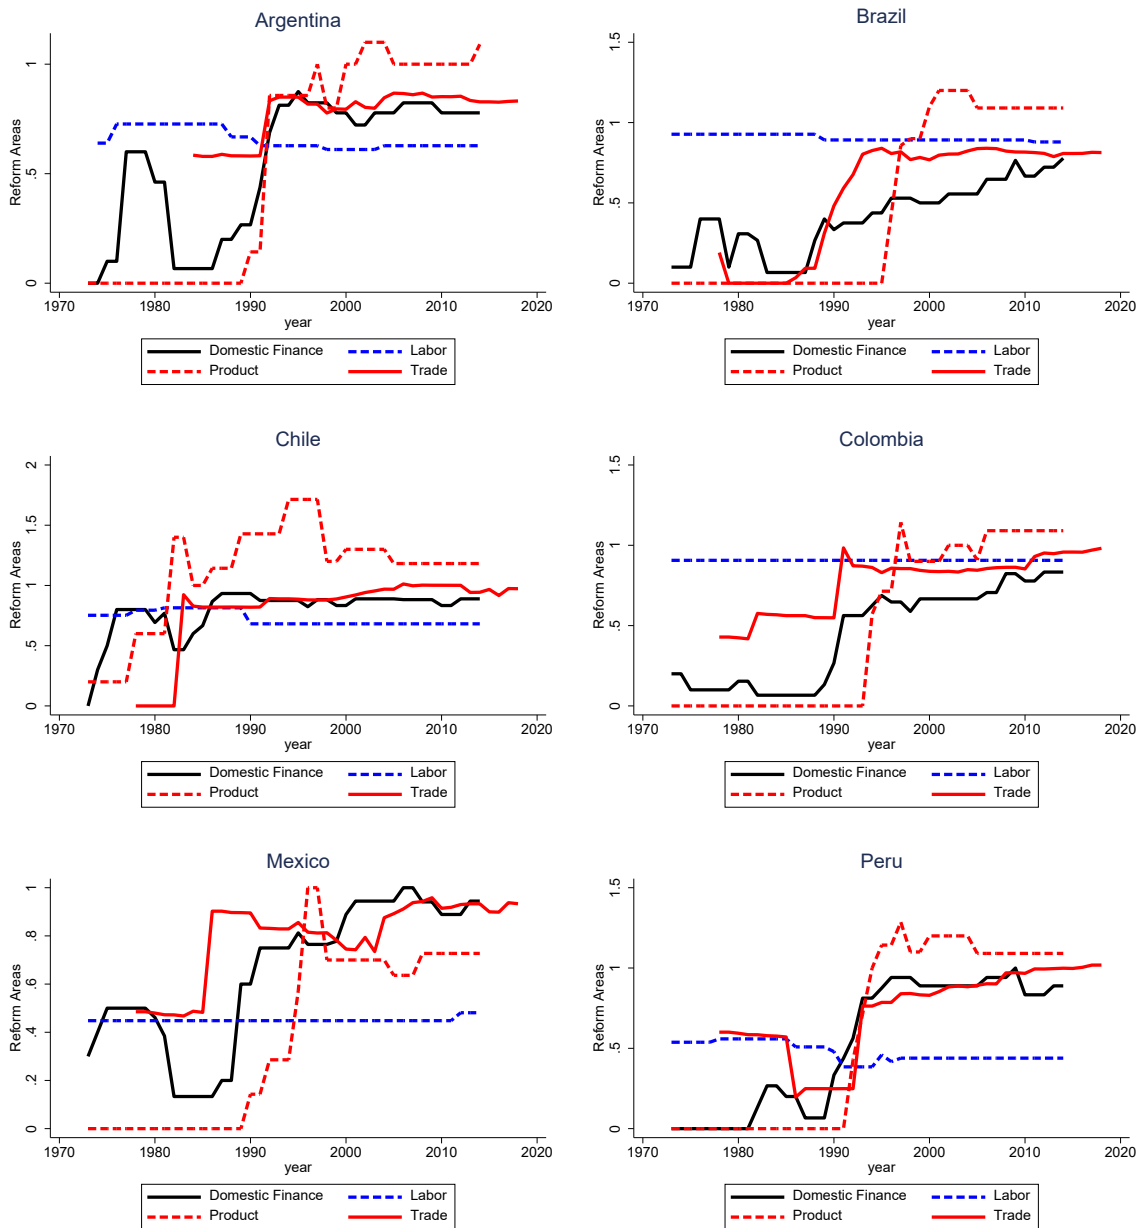 Argentina
Reform Areas
0
.5
1
1970
1980
1990
2000
2010
2020
year
Domestic Finance
Labor
Product
Trade
Brazil
Reform Areas
0
.5
1
1.5
1970
1980
1990
2000
2010
2020
year
Domestic Finance
Labor
Product
Trade
Chile
Reform Areas
0
.5
1
1.5
2
1970
1980
1990
2000
2010
2020
year
Domestic Finance
Labor
Product
Trade
Colombia
Reform Areas
0
.5
1
1.5
1970
1980
1990
2000
2010
2020
year
Domestic Finance
Labor
Product
Trade
Mexico
Reform Areas
0
.2
.4
.6
.8
1
1970
1980
1990
2000
2010
2020
year
Domestic Finance
Labor
Product
Trade
Peru
Reform Areas
0
.5
1
1.5
1970
1980
1990
2000
2010
2020
year
Domestic Finance
Labor
Product
Trade